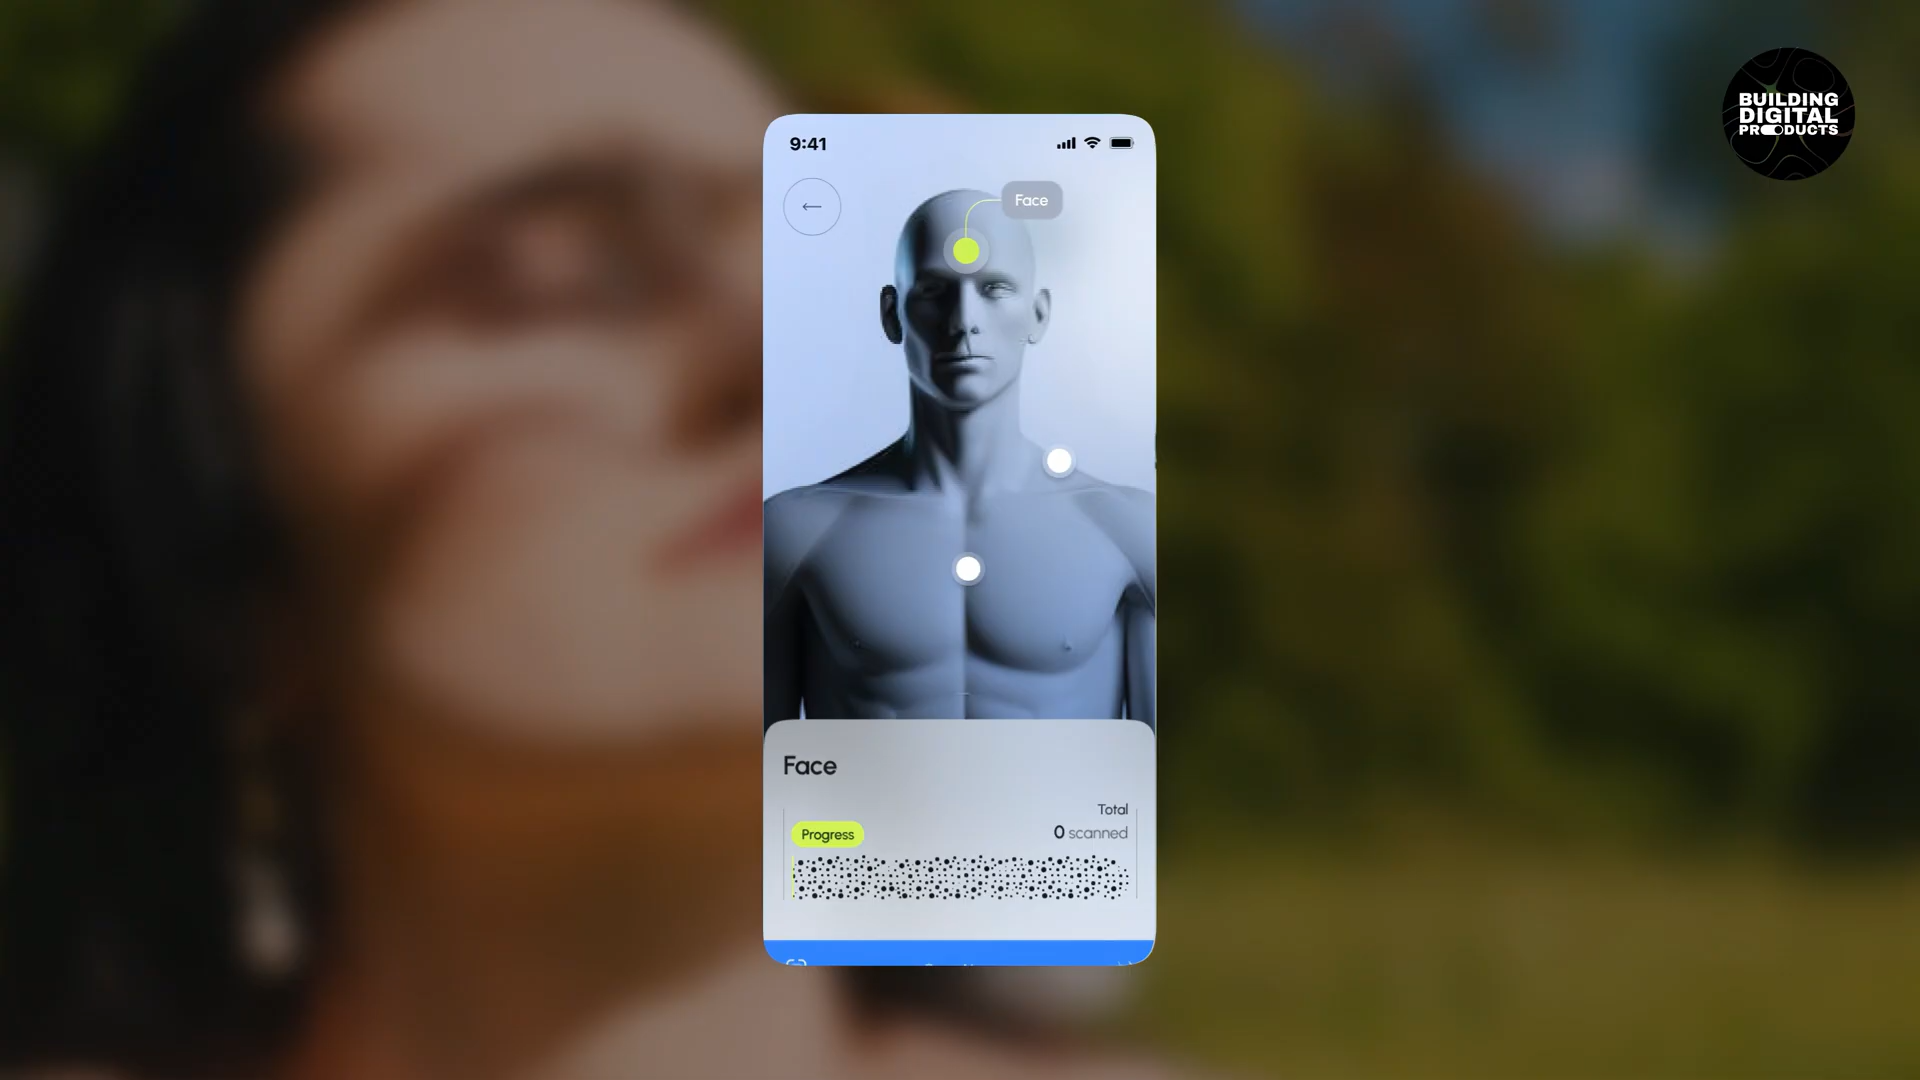 BUILDING
DIGITAL
PRODUCTS
9:41
Face
Face
Total
Progress
0 scanned